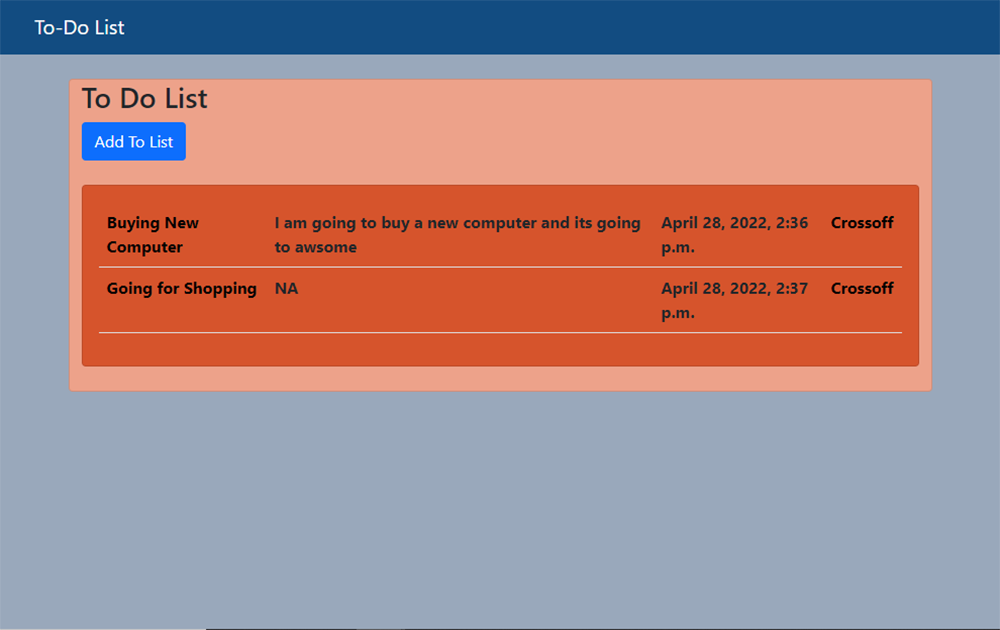 To-Do List
To Do List
Add To List
Buying New I am going to buy a new computer and its going April 28, 2022, 2:36 Crossoff
Computer to awsome p.m.
Going for Shopping NA April 28, 2022, 2:37 Crossoff
p.m.